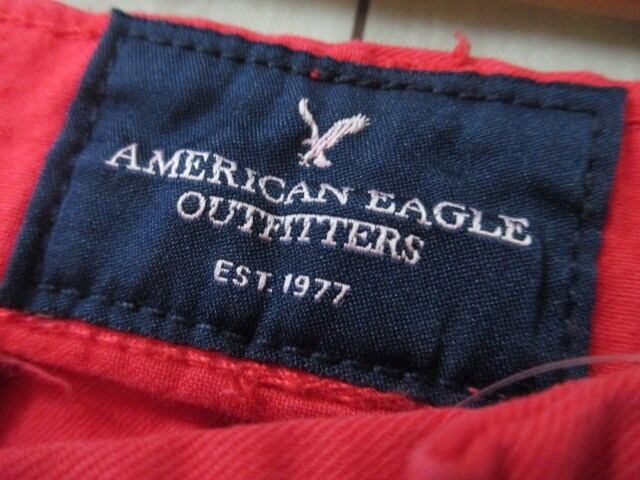 AMERICAN EAGLE
OUTFITTERS
EST. 1977